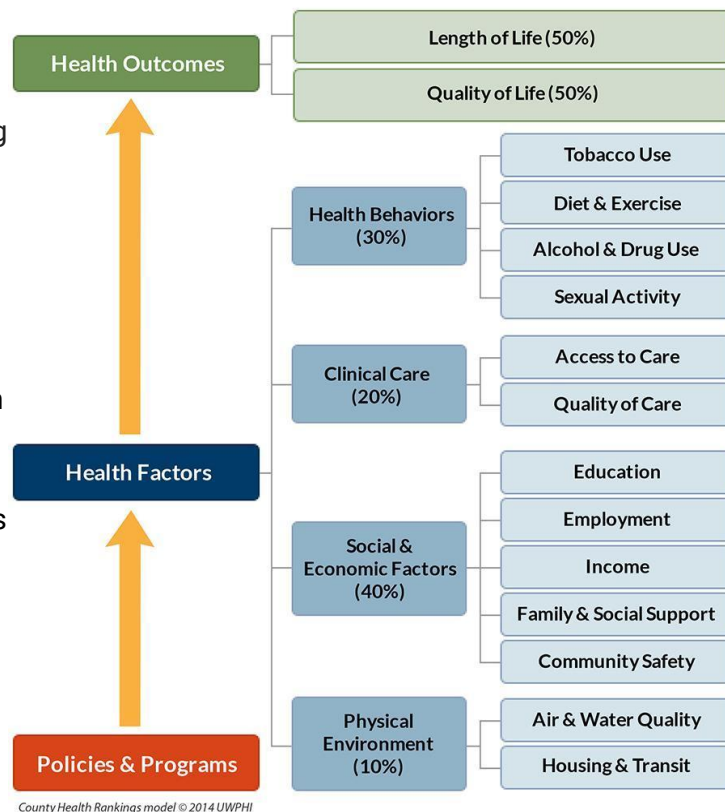 Health Outcomes
Length of Life (50%)
Quality of Life (50%)
g
Health Behaviors
(30%)
Tobacco Use
Diet & Exercise
Alcohol & Drug Use
Sexual Activity
Clinical Care
(20%)
Access to Care
Quality of Care
n
Health Factors
s
Social &
Economic Factors
(40%)
Education
Employment
Income
Family & Social Support
Community Safety
Physical
Environment
(10%)
Air & Water Quality
Housing & Transit
Policies & Programs
County Health Rankings model © 2014 UWPHI